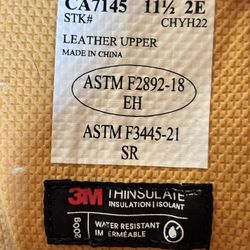 CA7145 11½ 2E
STK# CHYH22
LEATHER UPPER
MADE IN CHINA
ASTM F2892-18
EH
ASTM F3445-21
SR
3M THINSULATE
INSULATION | ISOLANT
200g
WATER RESISTANT
IMPERMÉABLE